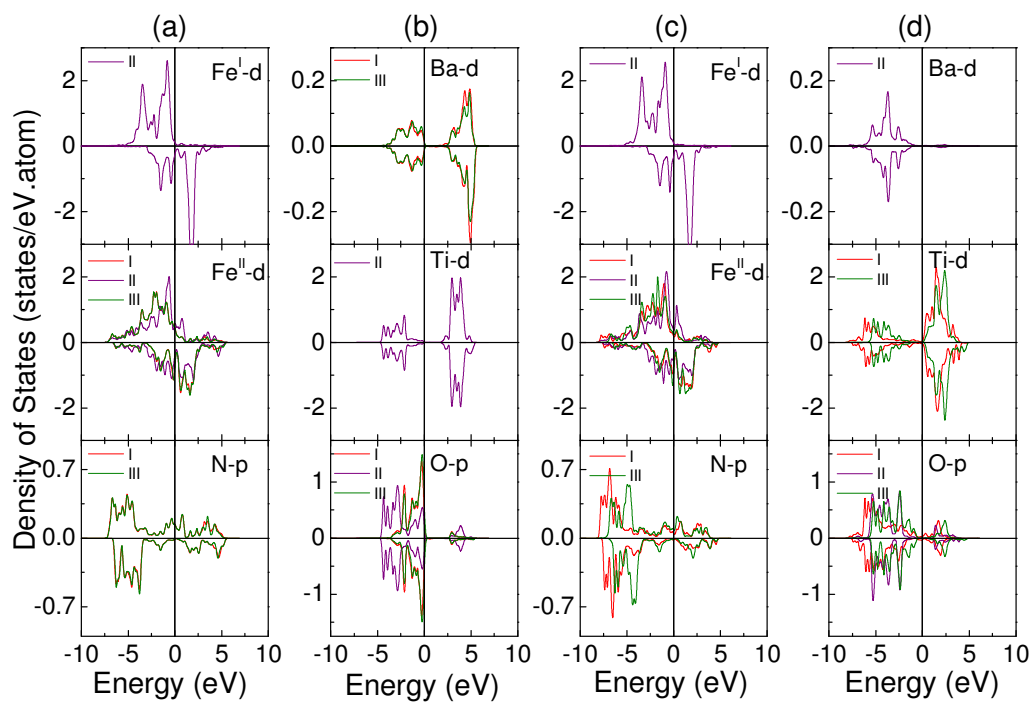 (a) (b) (c) (d)
Density of States (states/eV.atom)
II Fe^I-d
2
0
-2
I III Ba-d
0.2
0.0
-0.2
II Fe^I-d
2
0
-2
II Ba-d
0.2
0.0
-0.2
I II III Fe^II-d
2
0
-2
II Ti-d
2
0
-2
I II III Fe^II-d
2
0
-2
I III Ti-d
2
0
-2
I III N-p
0.7
0.0
-0.7
I II III O-p
1
0
-1
I III N-p
0.7
0.0
-0.7
I II III O-p
1
0
-1
-10 -5 0 5 10
-5 0 5 10
-10 -5 0 5 10
-5 0 5 10
Energy (eV) Energy (eV) Energy (eV) Energy (eV)